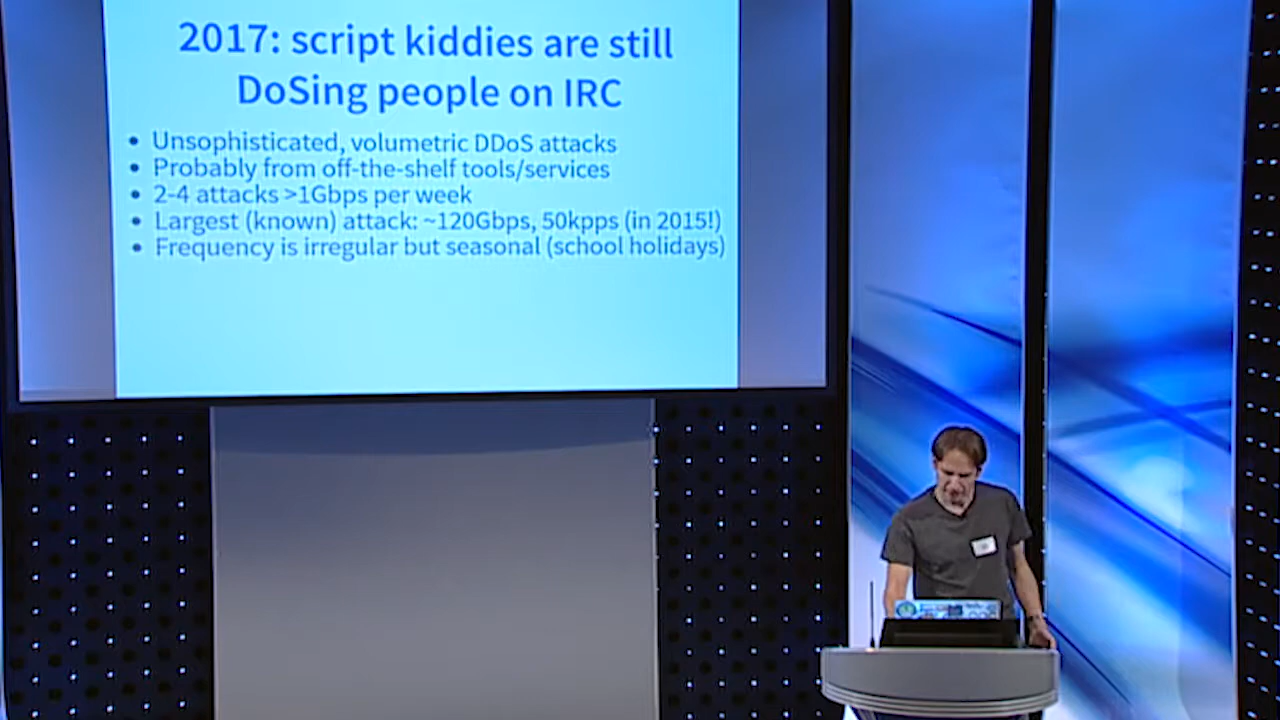 2017: script kiddies are still
DoSing people on IRC
• Unsophisticated, volumetric DDoS attacks
• Probably from off-the-shelf tools/services
• 2-4 attacks >1Gbps per week
• Largest (known) attack: ~120Gbps, 50kpps (in 2015!)
• Frequency is irregular but seasonal (school holidays)